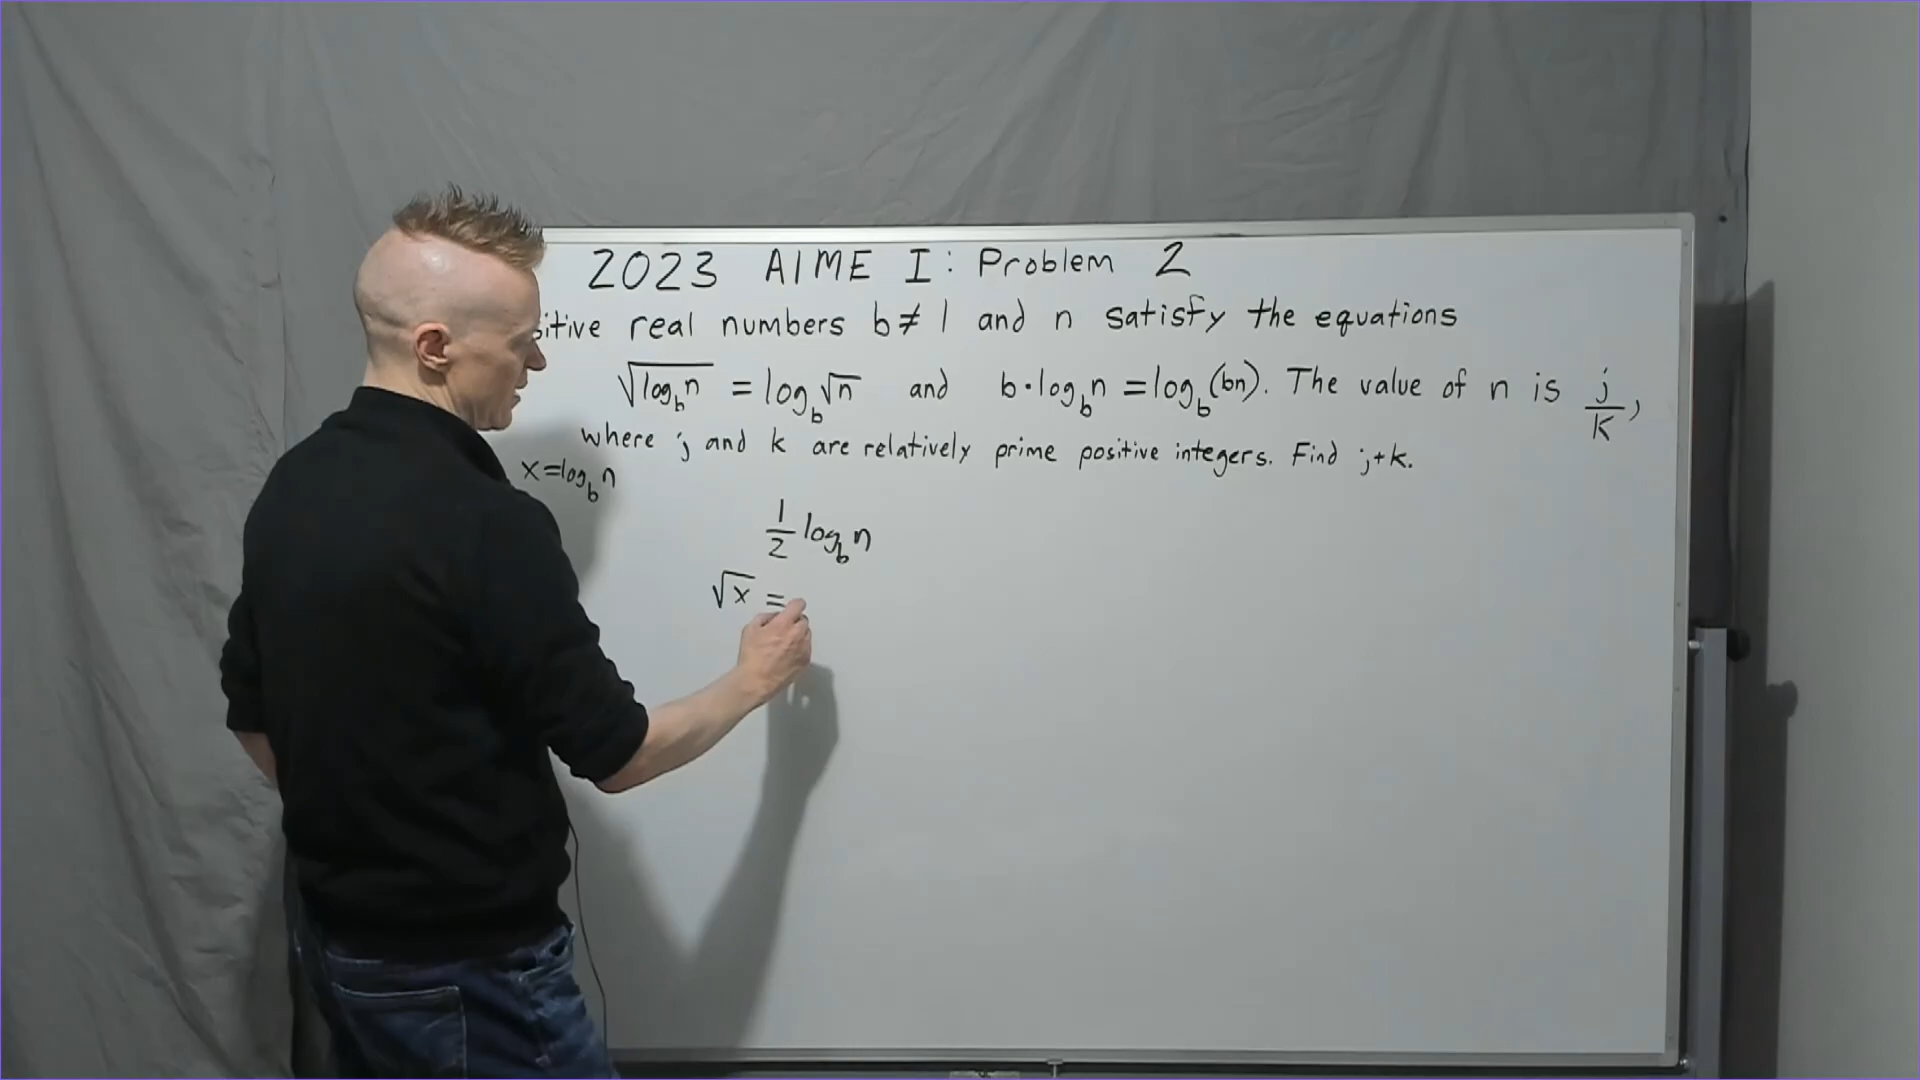 2023 AIME I: Problem 2
sitive real numbers b≠1 and n satisfy the equations
√(log_b n) = log_b √n and b·log_b n = log_b(bn). The value of n is j/k,
where j and k are relatively prime positive integers. Find j+k.
x=log_b n
1/2 log_b n
√x =